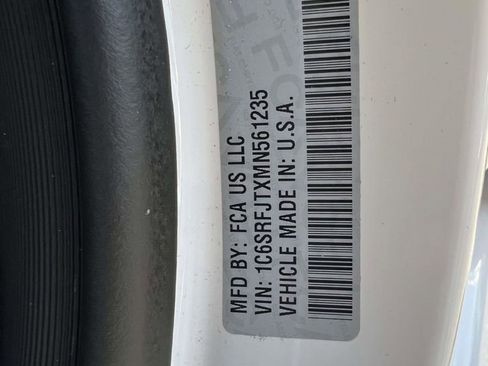 MFD BY: FCA US LLC
VIN: 1C6SRFJTXMN561235
VEHICLE MADE IN: U.S.A.